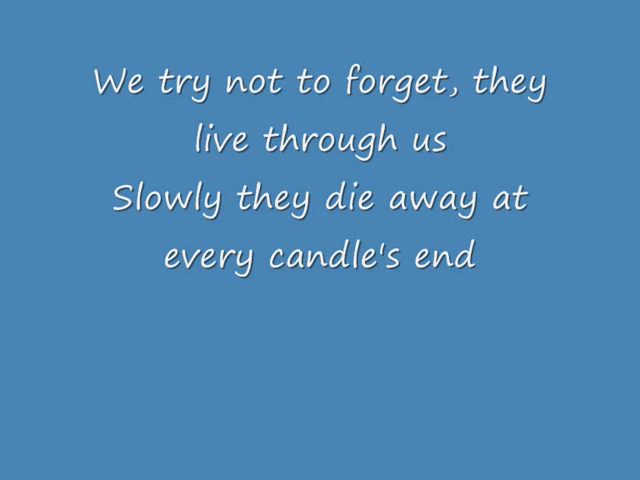 We try not to forget, they
live through us
Slowly they die away at
every candle's end